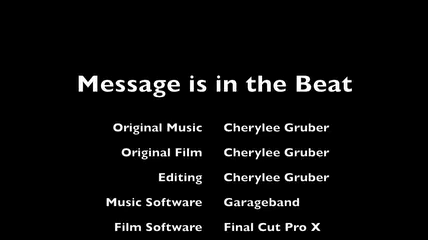 Message is in the Beat
Original Music Cherylee Gruber
Original Film Cherylee Gruber
Editing Cherylee Gruber
Music Software Garageband
Film Software Final Cut Pro X